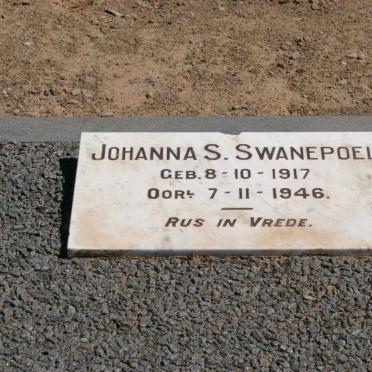 JOHANNA S. SWANEPOEL
GEB. 8-10-1917
OORL. 7-11-1946.
RUS IN VREDE.